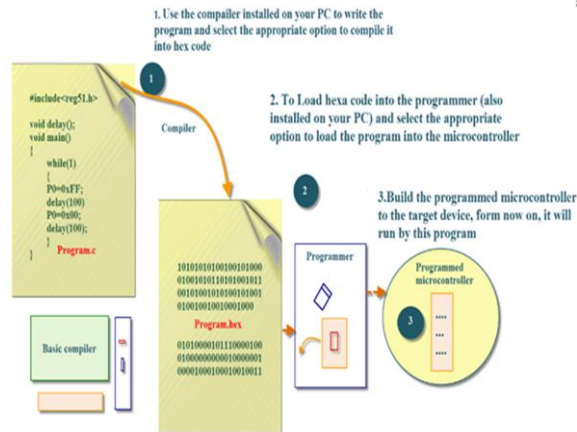 1. Use the compailer installed on your PC to write the
program and select the appropriate option to compile it
into hex code
1
#include<reg51.h>
void delay();
void main()
{
while(1)
{
P0=0xFF;
delay(100)
P0=0x00;
delay(100);
}
}
Program.c
Compiler
2. To Load hexa code into the programmer (also
installed on your PC) and select the appropriate
option to load the program into the microcontroller
2
3.Build the programmed microcontroller
to the target device, form now on, it will
run by this program
Programmer
Programmed
microcontroller
3
10101010100100101000
01001010110101001011
00101001010100101001
0100100100010001000
Program.hex
01010000101110000100
01000000000010000001
00001000100010010011
Basic compiler